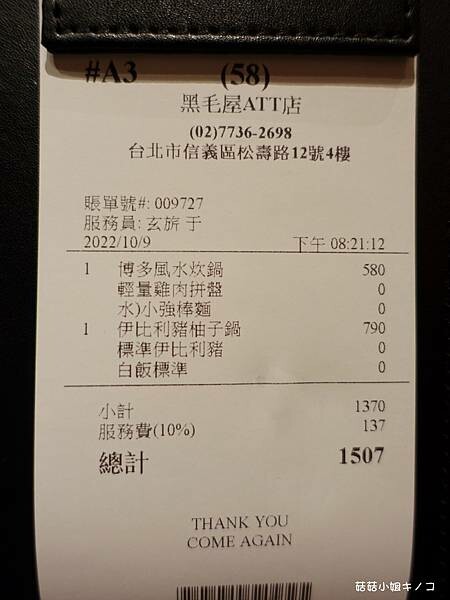 #A3 (58)
黑毛屋ATT店
(02)7736-2698
台北市信義區松壽路12號4樓
賬單號#: 009727
服務員: 玄旂 于
2022/10/9 下午 08:21:12
1 博多風水炊鍋 580
輕量雞肉拼盤 0
水)小強棒麵 0
1 伊比利豬柚子鍋 790
標準伊比利豬 0
白飯標準 0
小計 1370
服務費(10%) 137
總計 1507
THANK YOU
COME AGAIN
菇菇小姐キノコ